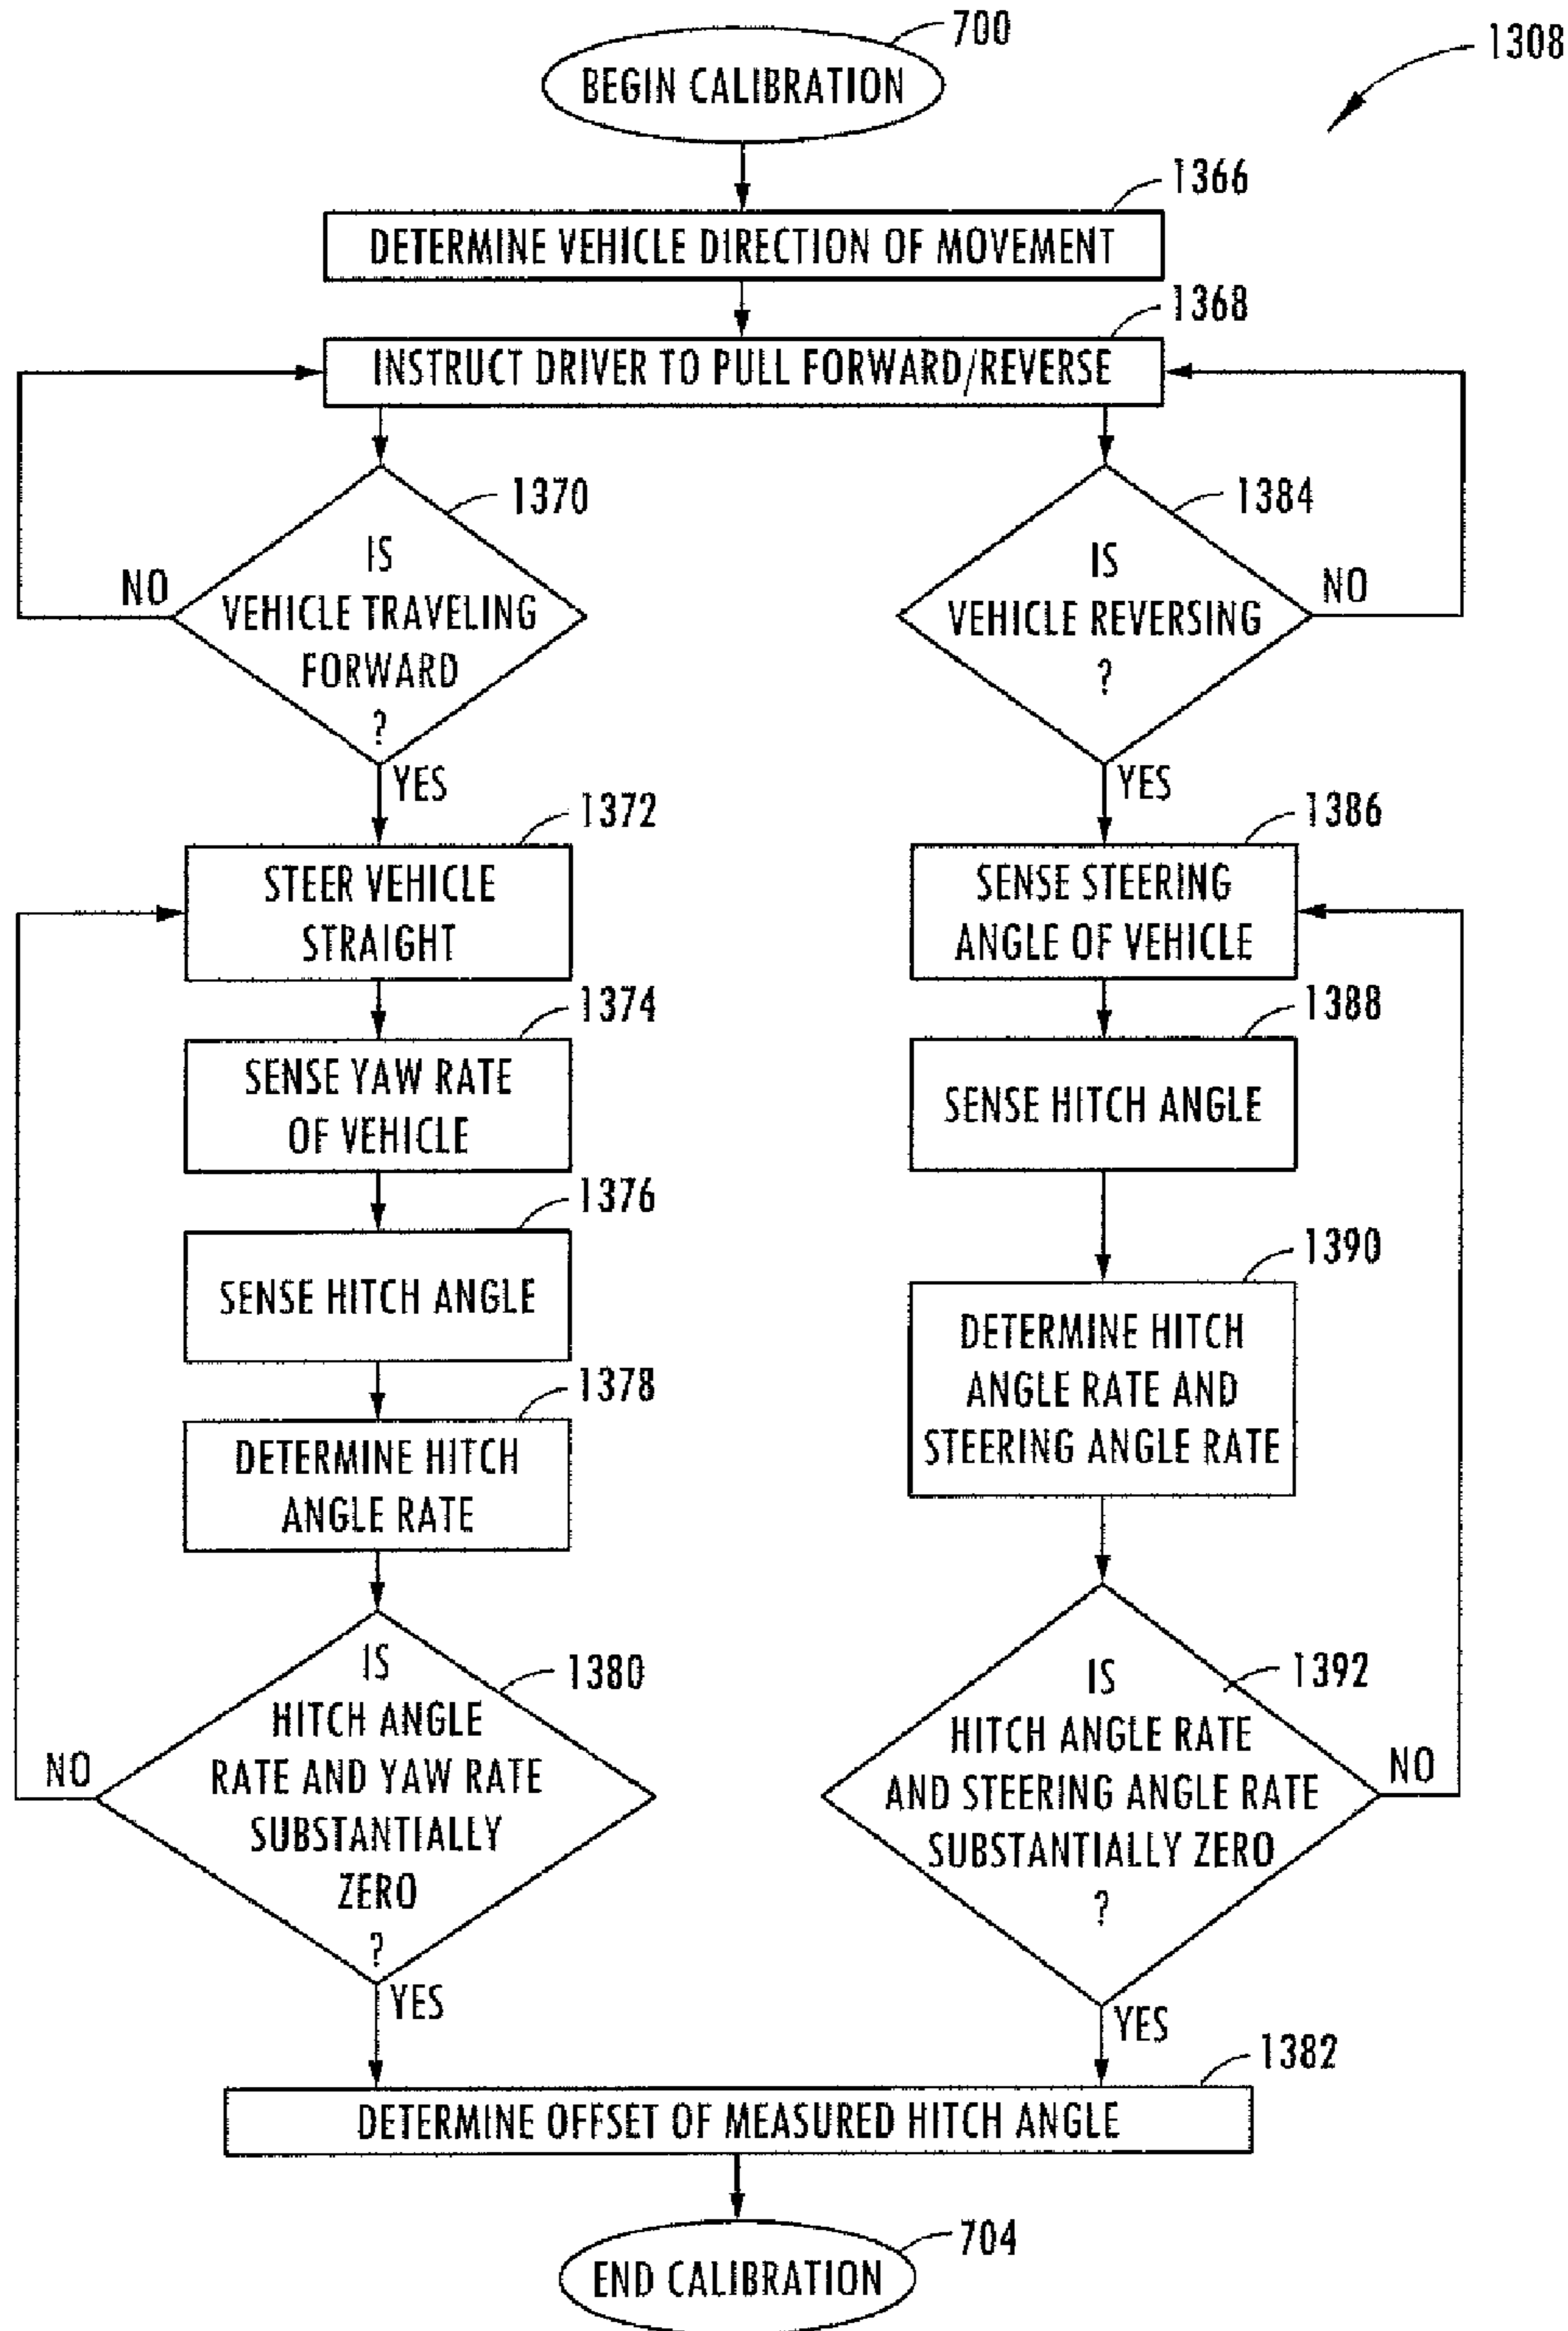 700
BEGIN CALIBRATION
1308
1366
DETERMINE VEHICLE DIRECTION OF MOVEMENT
1368
INSTRUCT DRIVER TO PULL FORWARD/REVERSE
1370
IS
VEHICLE TRAVELING
FORWARD
?
NO
YES
1372
STEER VEHICLE
STRAIGHT
1374
SENSE YAW RATE
OF VEHICLE
1376
SENSE HITCH ANGLE
1378
DETERMINE HITCH
ANGLE RATE
1380
IS
HITCH ANGLE
RATE AND YAW RATE
SUBSTANTIALLY
ZERO
?
NO
YES
1384
IS
VEHICLE REVERSING
?
NO
YES
1386
SENSE STEERING
ANGLE OF VEHICLE
1388
SENSE HITCH ANGLE
1390
DETERMINE HITCH
ANGLE RATE AND
STEERING ANGLE RATE
1392
IS
HITCH ANGLE RATE
AND STEERING ANGLE RATE
SUBSTANTIALLY ZERO
?
NO
YES
1382
DETERMINE OFFSET OF MEASURED HITCH ANGLE
704
END CALIBRATION